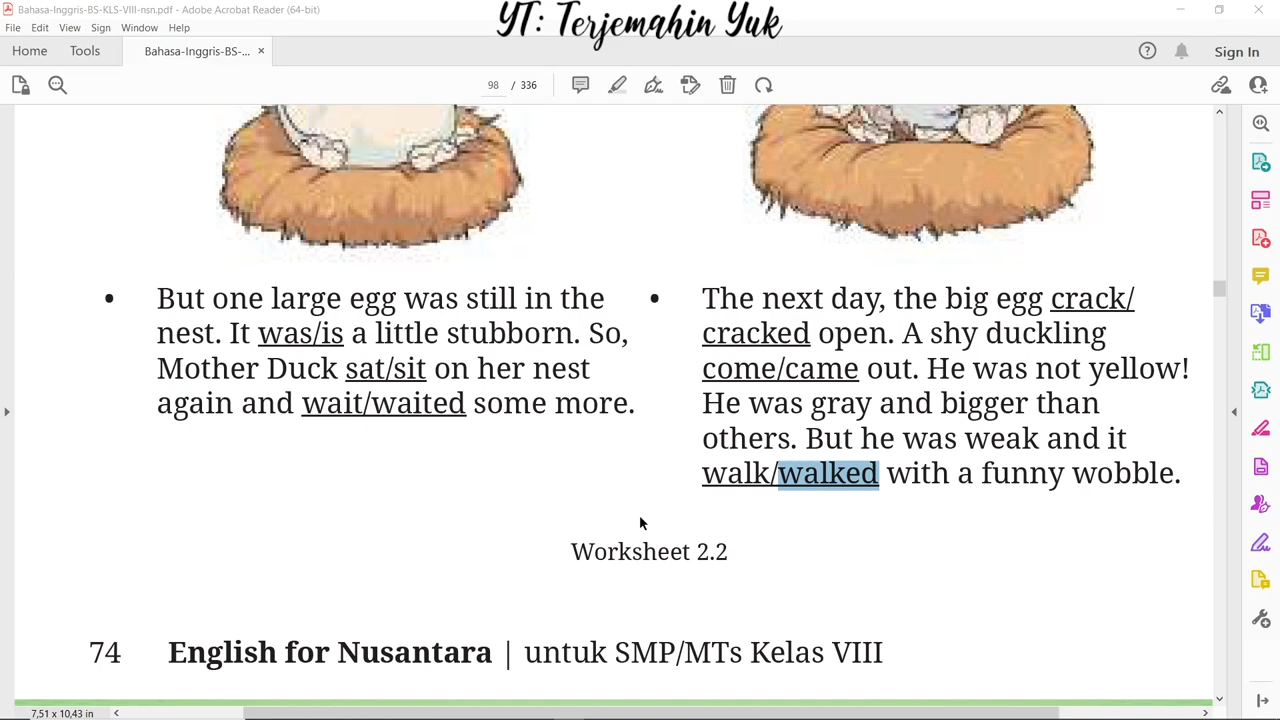 Bahasa-Inggris-BS-KLS-VIII-nsn.pdf - Adobe Acrobat Reader (64-bit)
YT: Terjemahin Yuk
File Edit View Sign Window Help
Home Tools Bahasa-Inggris-BS-... × Sign In
98 / 336
• But one large egg was still in the
nest. It was/is a little stubborn. So,
Mother Duck sat/sit on her nest
again and wait/waited some more.
• The next day, the big egg crack/
cracked open. A shy duckling
come/came out. He was not yellow!
He was gray and bigger than
others. But he was weak and it
walk/walked with a funny wobble.
Worksheet 2.2
74 English for Nusantara | untuk SMP/MTs Kelas VIII
7,51 x 10,43 in